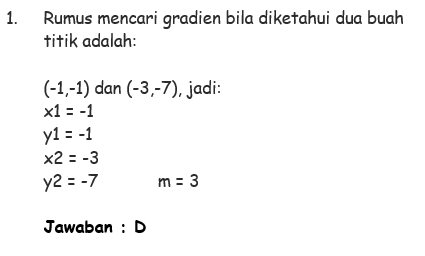 1. Rumus mencari gradien bila diketahui dua buah
titik adalah:
(-1,-1) dan (-3,-7), jadi:
x1 = -1
y1 = -1
x2 = -3
y2 = -7 m = 3
Jawaban : D